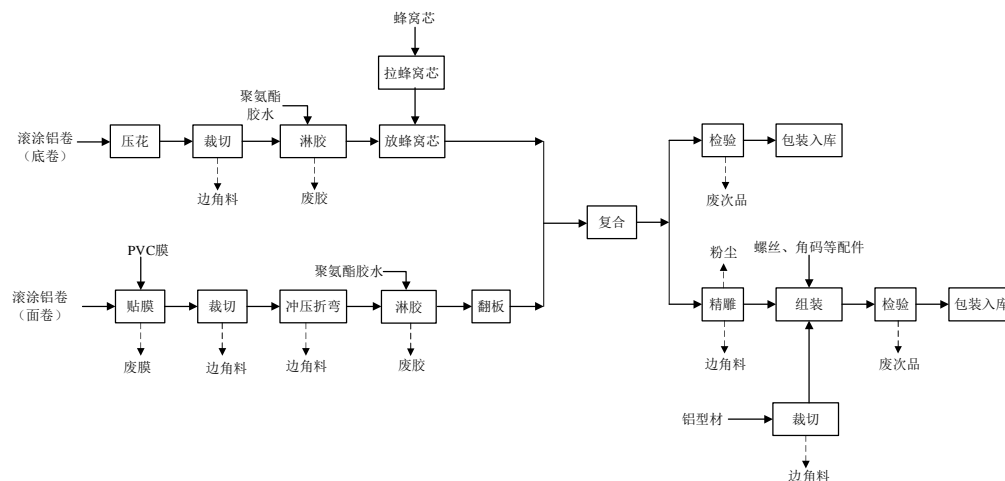 蜂窝芯
拉蜂窝芯
聚氨酯
胶水
滚涂铝卷
（底卷）
压花
裁切
淋胶
放蜂窝芯
检验
包装入库
边角料
废胶
废次品
复合
PVC膜
聚氨酯胶水
粉尘
螺丝、角码等配件
滚涂铝卷
（面卷）
贴膜
裁切
冲压折弯
淋胶
翻板
精雕
组装
检验
包装入库
废膜
边角料
边角料
废胶
边角料
废次品
铝型材
裁切
边角料